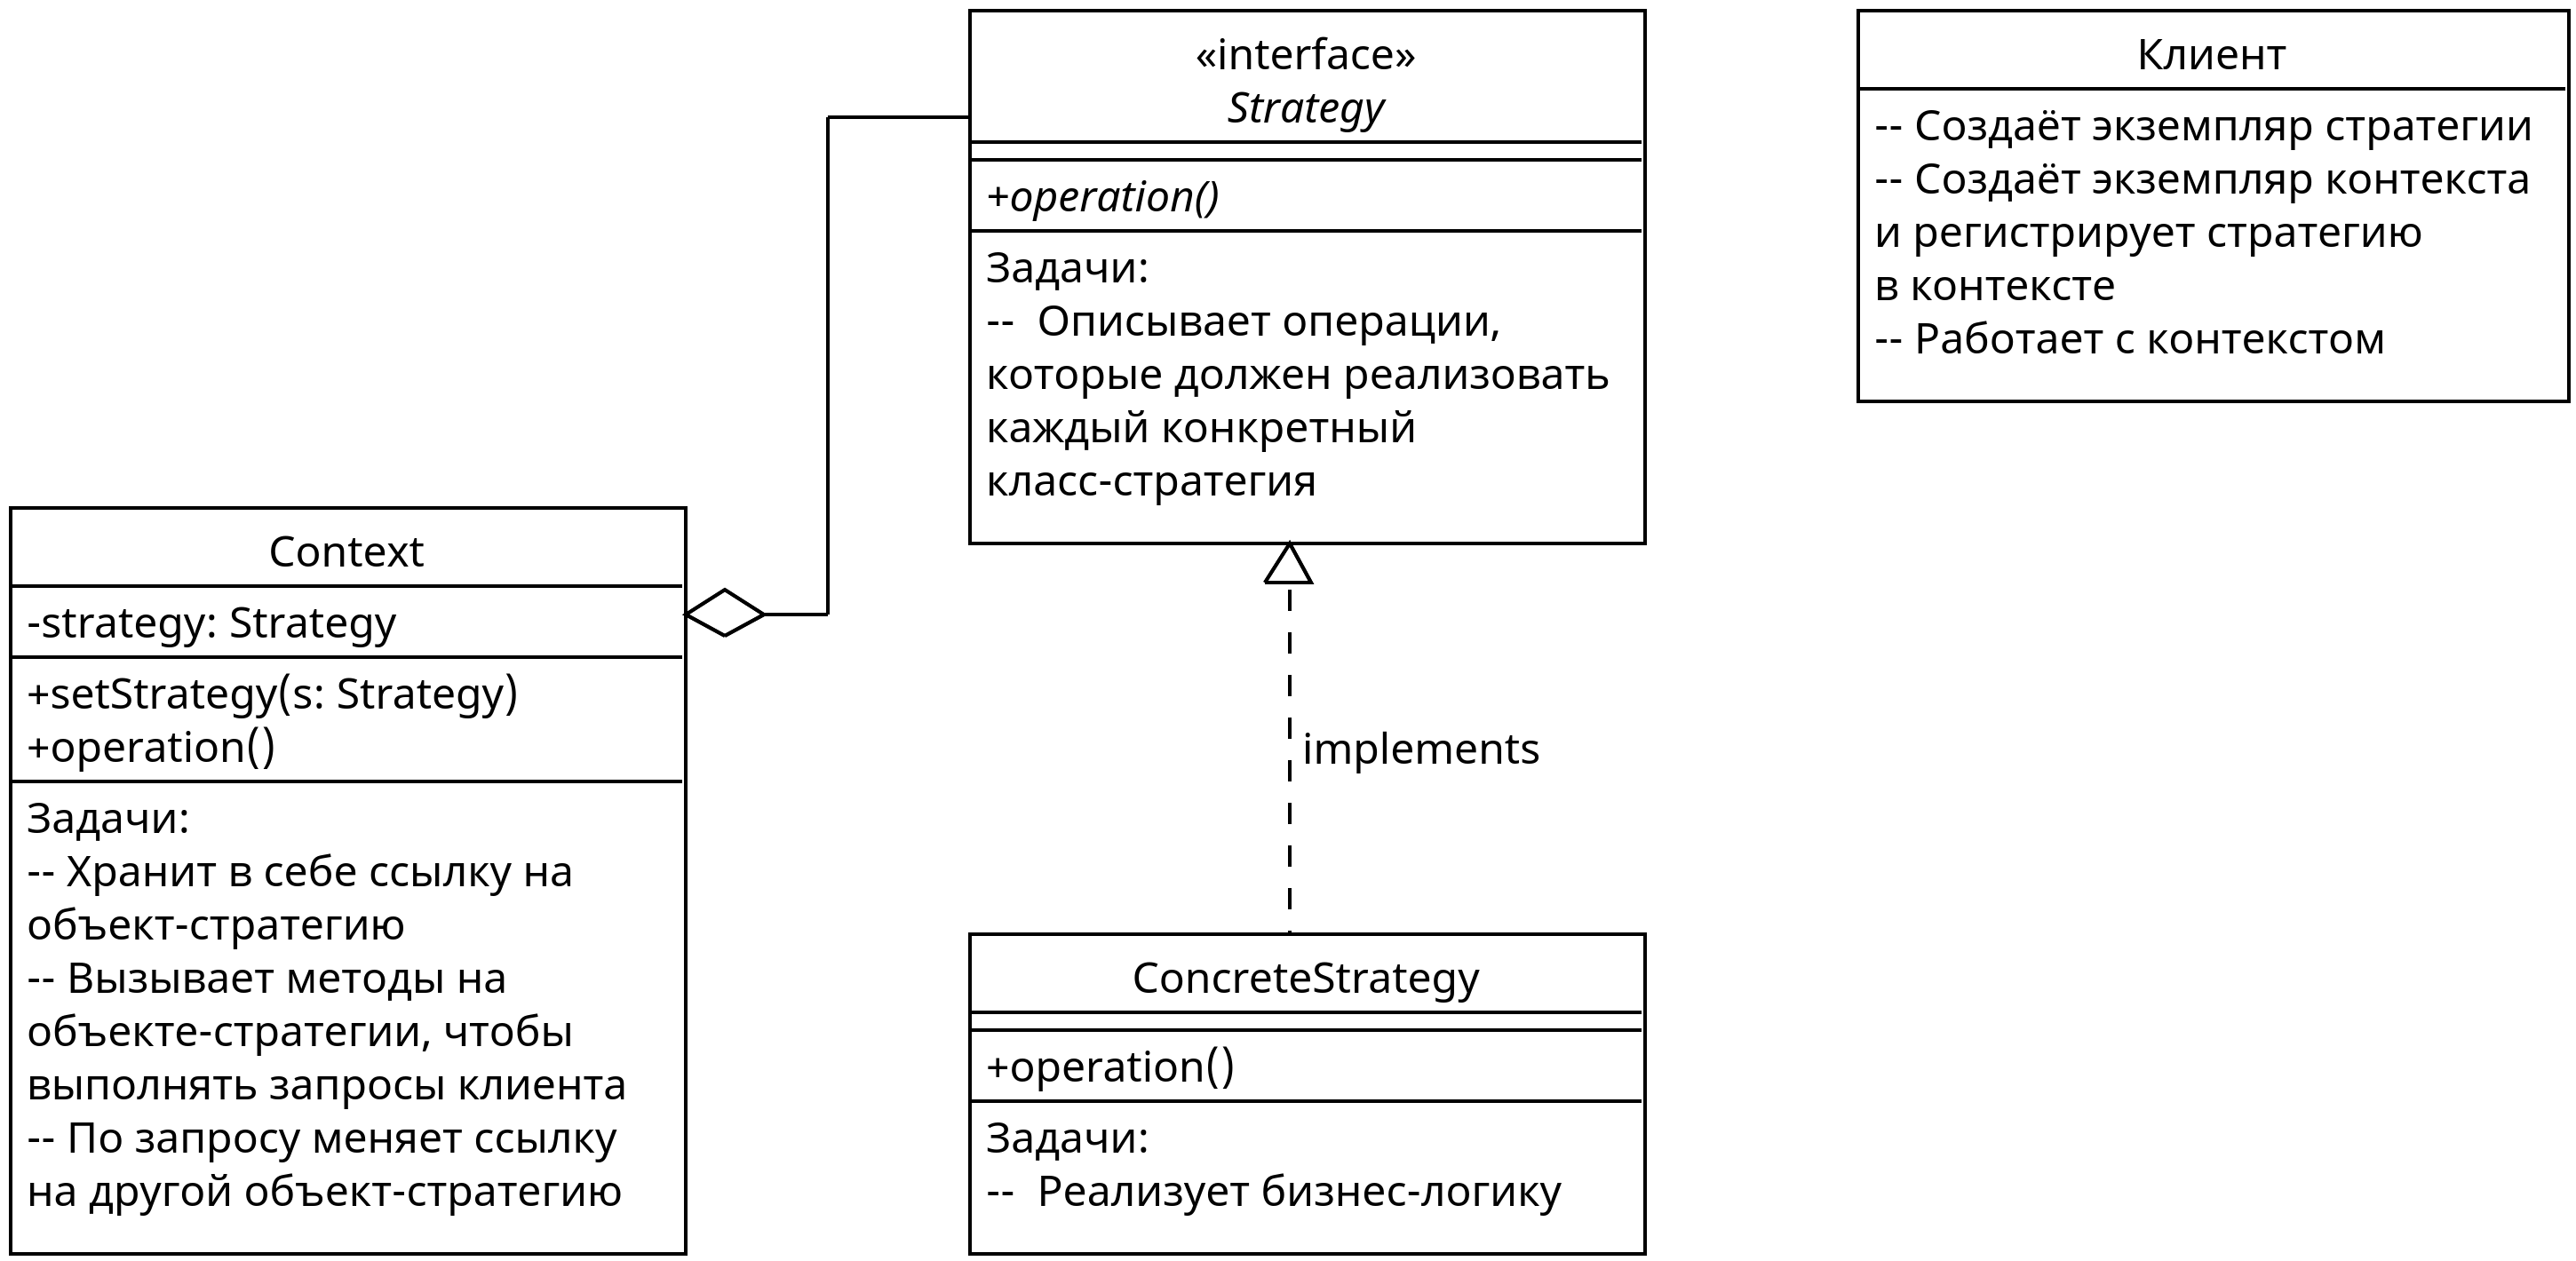 «interface»
Strategy
+operation()
Задачи:
--  Описывает операции,
которые должен реализовать
каждый конкретный
класс-стратегия
Клиент
-- Создаёт экземпляр стратегии
-- Создаёт экземпляр контекста
и регистрирует стратегию
в контексте
-- Работает с контекстом
Context
-strategy: Strategy
+setStrategy(s: Strategy)
+operation()
Задачи:
-- Хранит в себе ссылку на
объект-стратегию
-- Вызывает методы на
объекте-стратегии, чтобы
выполнять запросы клиента
-- По запросу меняет ссылку
на другой объект-стратегию
implements
ConcreteStrategy
+operation()
Задачи:
--  Реализует бизнес-логику